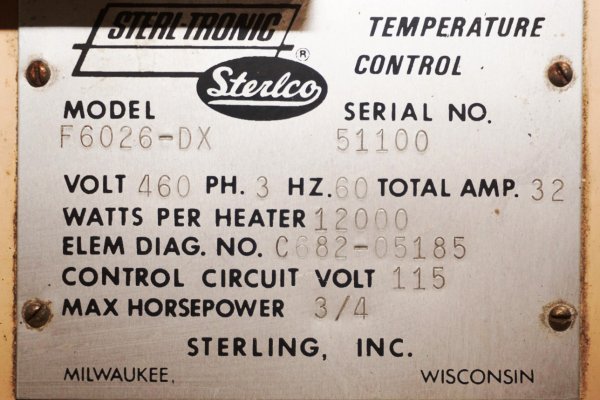 STERL-TRONIC ®
Sterlco
TEMPERATURE
CONTROL
MODEL
F6026-DX
SERIAL NO.
51100
VOLT 460 PH. 3 HZ. 60 TOTAL AMP. 32
WATTS PER HEATER 12000
ELEM DIAG. NO. C682-05185
CONTROL CIRCUIT VOLT 115
MAX HORSEPOWER 3/4
STERLING, INC.
MILWAUKEE, WISCONSIN